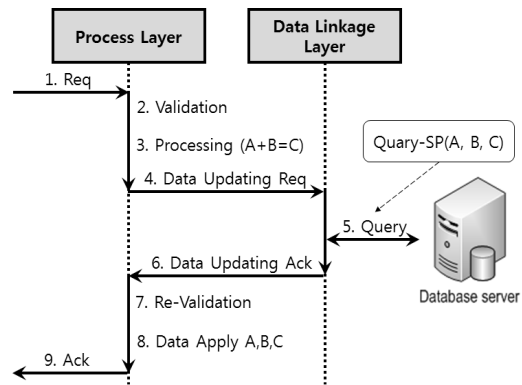 Process Layer
Data Linkage
Layer
1. Req
2. Validation
3. Processing (A+B=C)
Quary-SP(A, B, C)
4. Data Updating Req
5. Query
6. Data Updating Ack
Database server
7. Re-Validation
8. Data Apply A,B,C
9. Ack